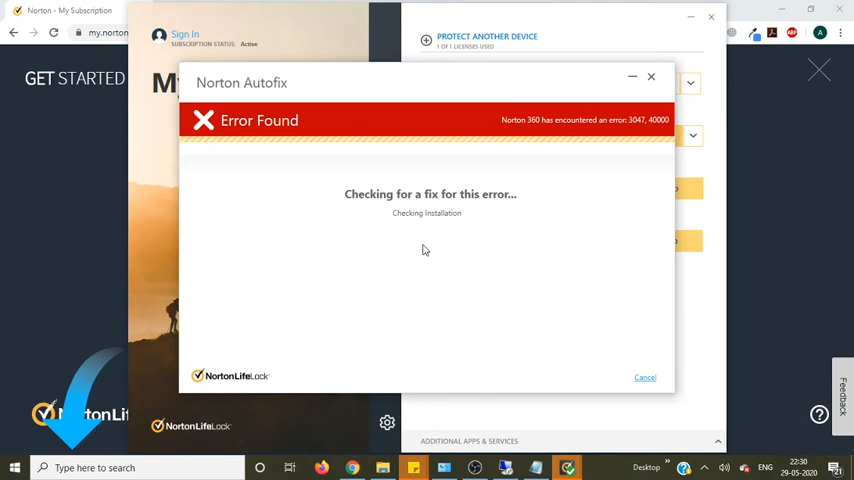 Norton - My Subscription
my.norton
Sign In
SUBSCRIPTION STATUS: Active
PROTECT ANOTHER DEVICE
1 OF 1 LICENSES USED
GET STARTED
Norton Autofix
Error Found
Norton 360 has encountered an error: 3047, 40000
Checking for a fix for this error...
Checking Installation
NortonLifeLock
Cancel
Feedback
NortonLifeLock
ADDITIONAL APPS & SERVICES
Type here to search
Desktop
ENG
22:30
29-05-2020
21